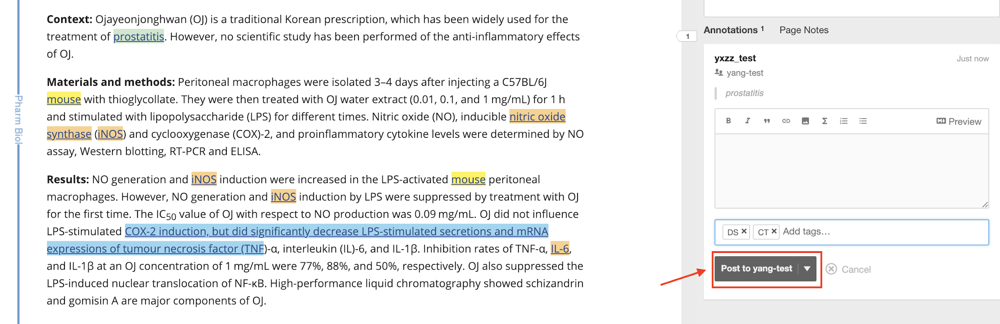 Pharm Biol
Context: Ojayeonjonghwan (OJ) is a traditional Korean prescription, which has been widely used for the
treatment of prostatitis. However, no scientific study has been performed of the anti-inflammatory effects
of OJ.
Materials and methods: Peritoneal macrophages were isolated 3–4 days after injecting a C57BL/6J
mouse with thioglycollate. They were then treated with OJ water extract (0.01, 0.1, and 1 mg/mL) for 1 h
and stimulated with lipopolysaccharide (LPS) for different times. Nitric oxide (NO), inducible nitric oxide
synthase (iNOS) and cyclooxygenase (COX)-2, and proinflammatory cytokine levels were determined by NO
assay, Western blotting, RT-PCR and ELISA.
Results: NO generation and iNOS induction were increased in the LPS-activated mouse peritoneal
macrophages. However, NO generation and iNOS induction by LPS were suppressed by treatment with OJ
for the first time. The IC50 value of OJ with respect to NO production was 0.09 mg/mL. OJ did not influence
LPS-stimulated COX-2 induction, but did significantly decrease LPS-stimulated secretions and mRNA
expressions of tumour necrosis factor (TNF)-α, interleukin (IL)-6, and IL-1β. Inhibition rates of TNF-α, IL-6,
and IL-1β at an OJ concentration of 1 mg/mL were 77%, 88%, and 50%, respectively. OJ also suppressed the
LPS-induced nuclear translocation of NF-κB. High-performance liquid chromatography showed schizandrin
and gomisin A are major components of OJ.
1
Annotations 1 Page Notes
yxzz_test Just now
yang-test
prostatitis
B I " Σ M Preview
DS × CT × Add tags...
Post to yang-test Cancel